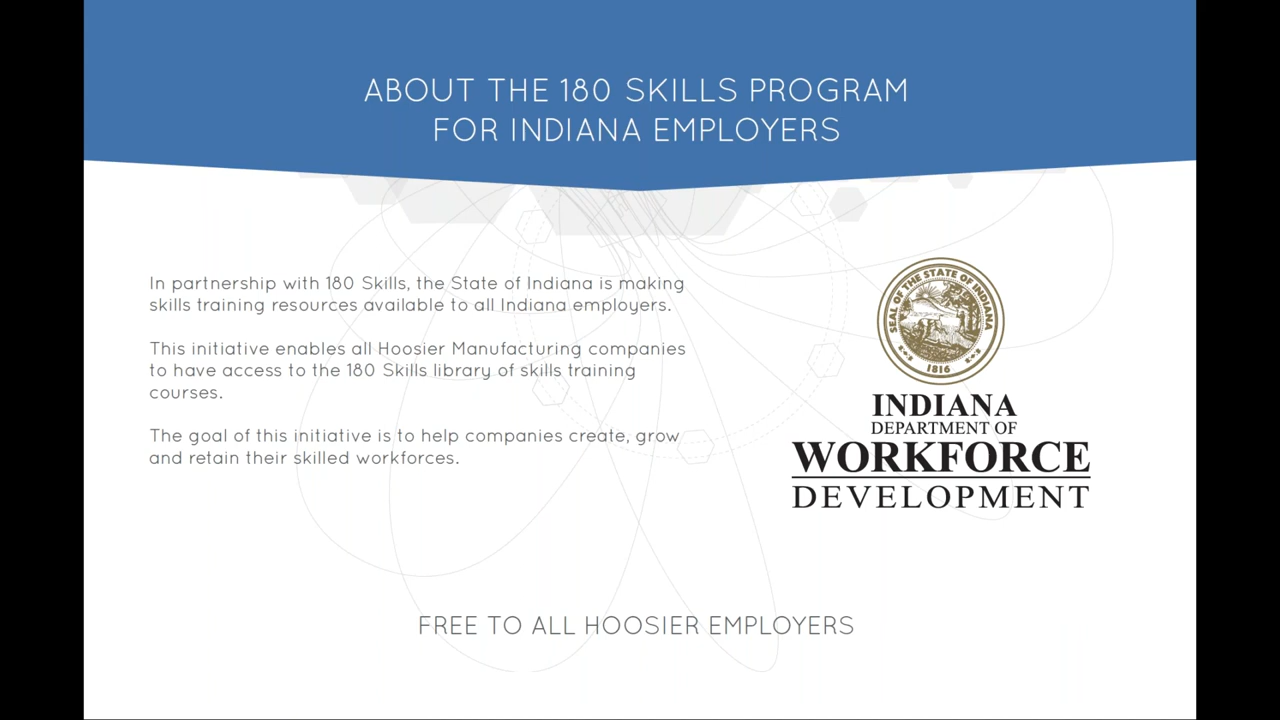 ABOUT THE 180 SKILLS PROGRAM
FOR INDIANA EMPLOYERS
In partnership with 180 Skills, the State of Indiana is making
skills training resources available to all Indiana employers.
This initiative enables all Hoosier Manufacturing companies
to have access to the 180 Skills library of skills training
courses.
The goal of this initiative is to help companies create, grow
and retain their skilled workforces.
SEAL OF THE STATE OF INDIANA
1816
INDIANA
DEPARTMENT OF
WORKFORCE
DEVELOPMENT
FREE TO ALL HOOSIER EMPLOYERS